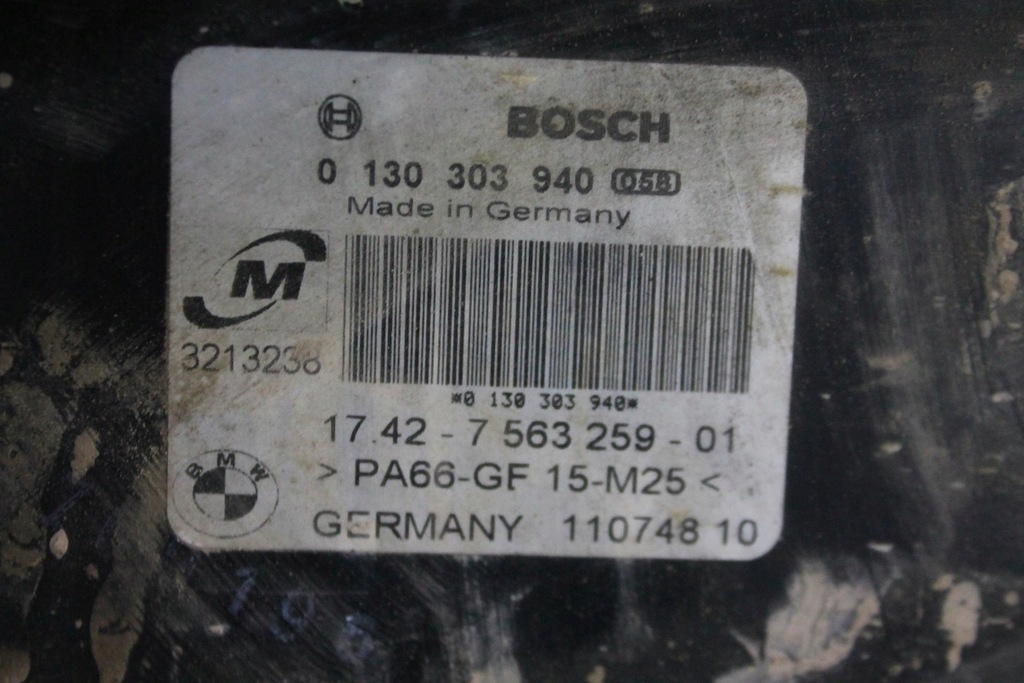 BOSCH
0 130 303 940 05B
Made in Germany
M
3213238
*0 130 303 940*
17.42 - 7 563 259 - 01
BMW
> PA66-GF 15-M25 <
GERMANY 110748 10